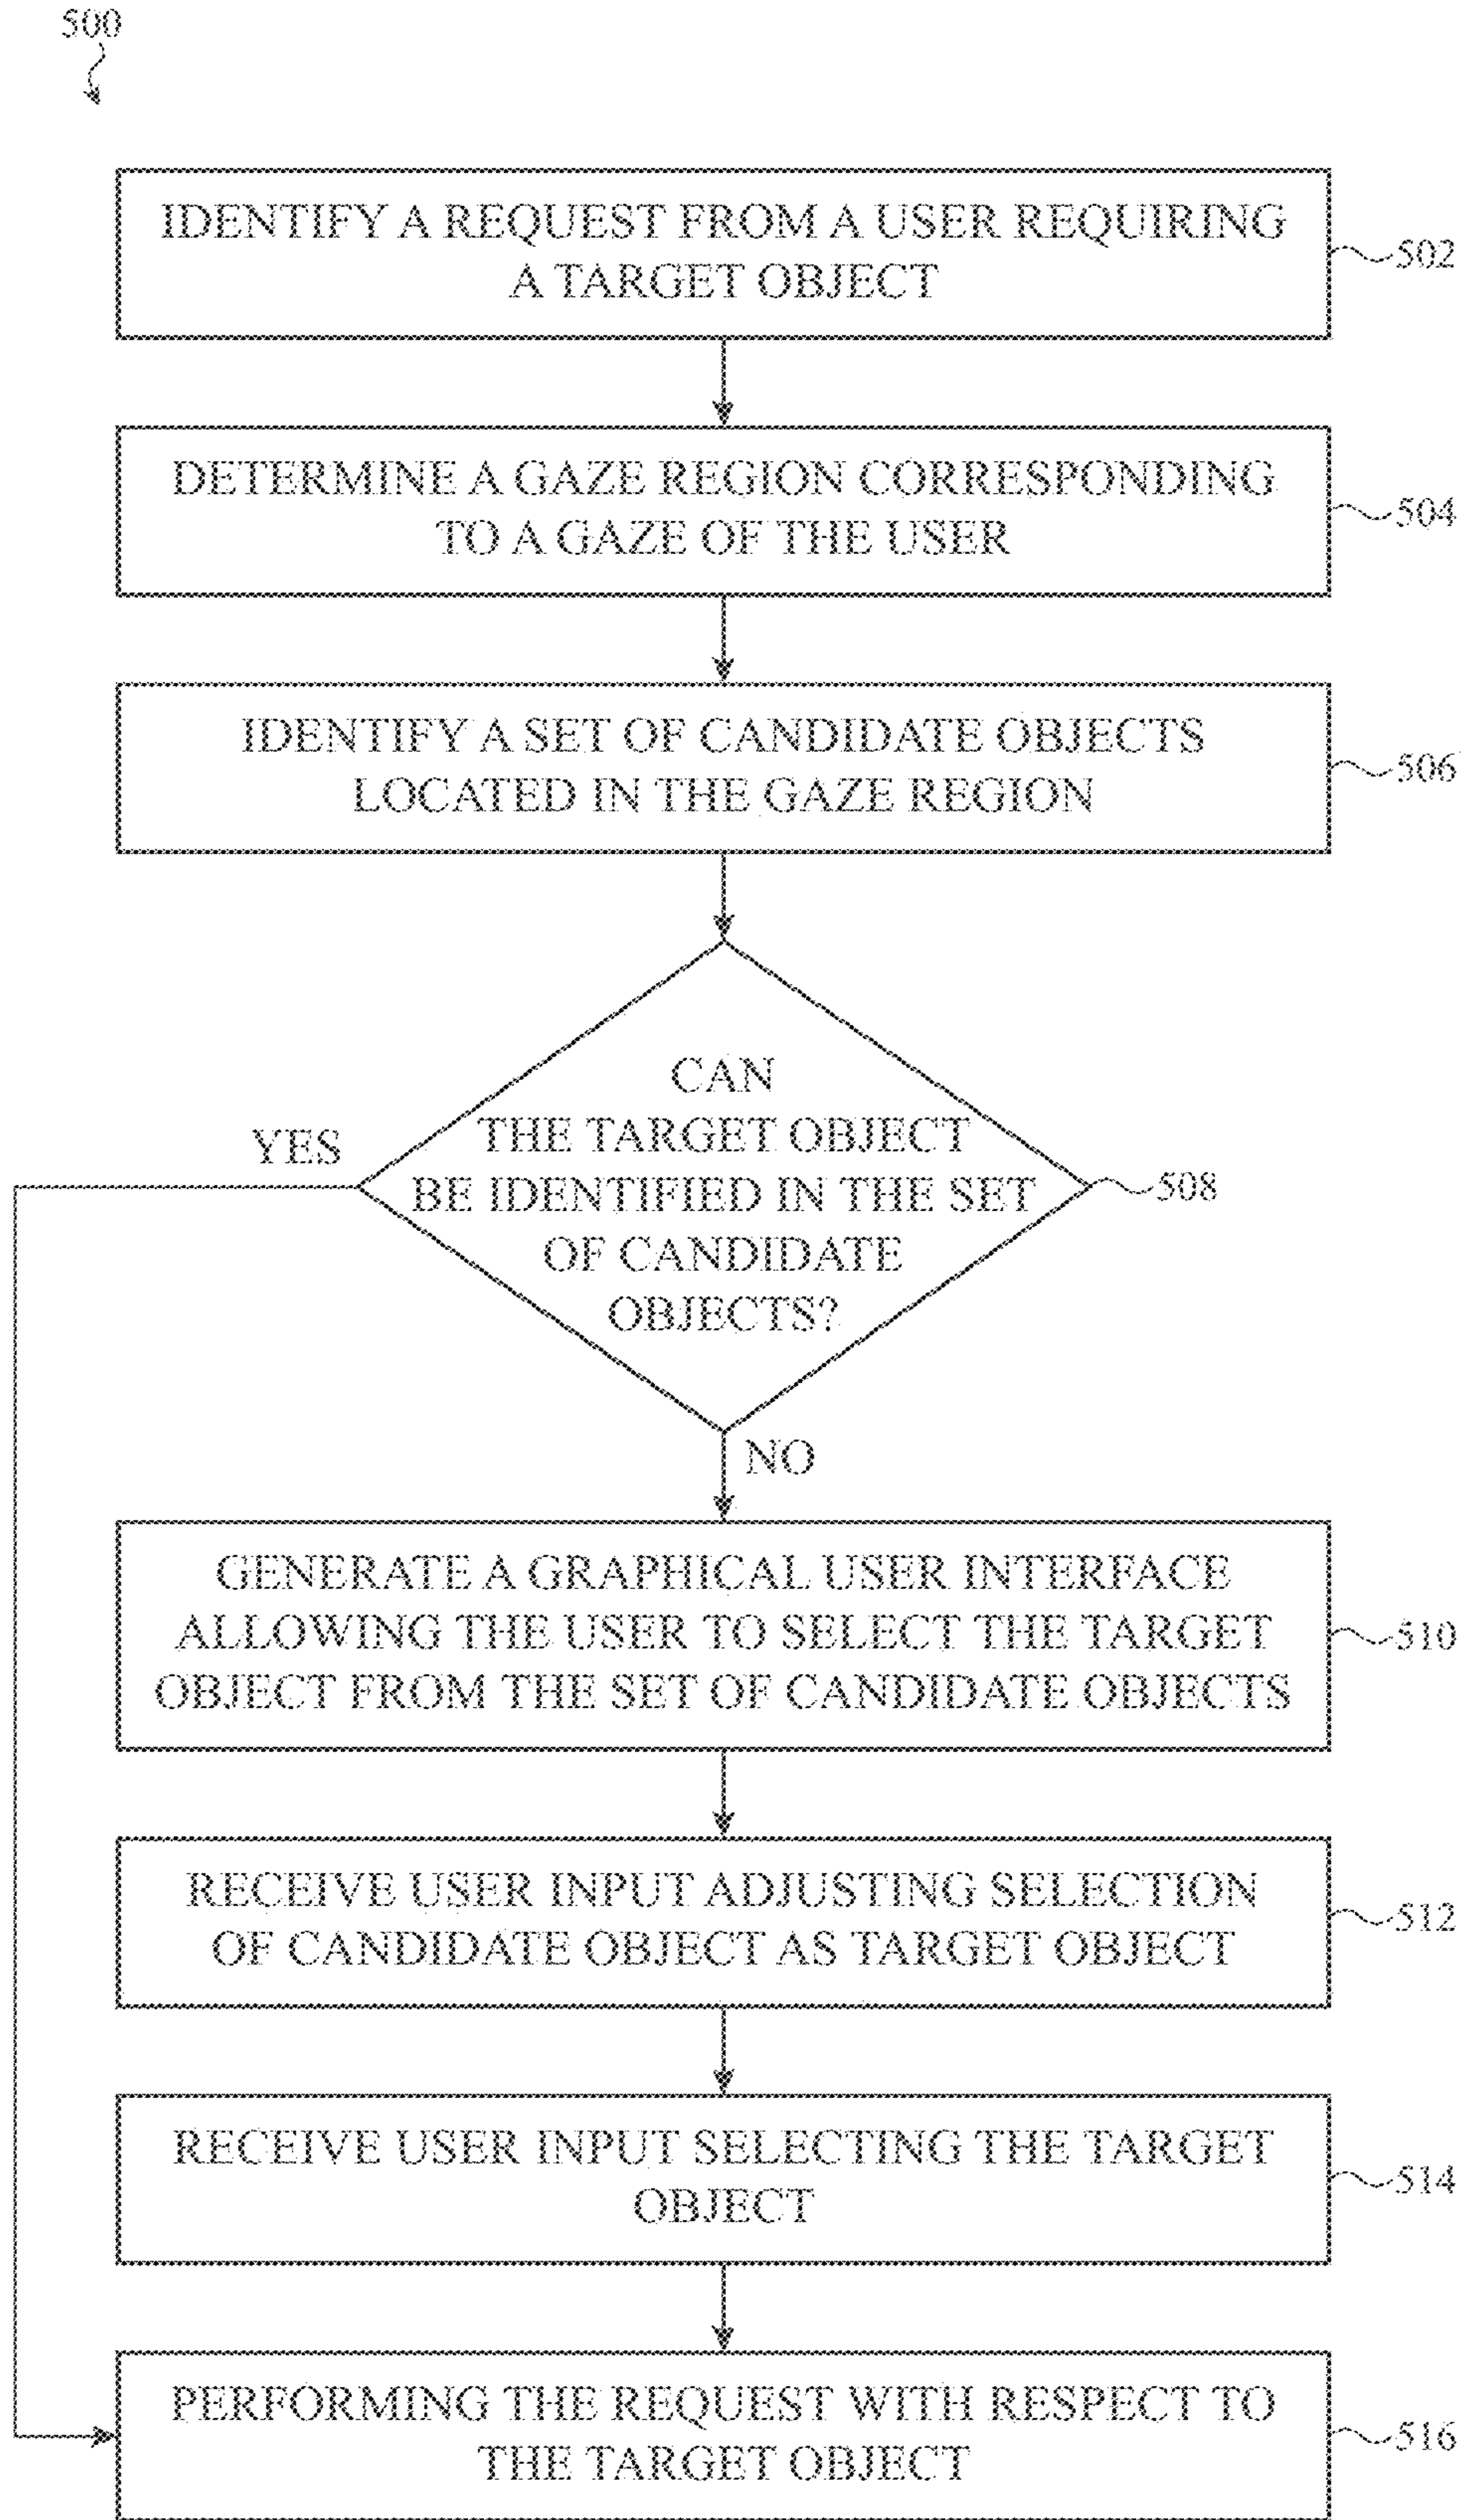 500
IDENTIFY A REQUEST FROM A USER REQUIRING
A TARGET OBJECT
502
DETERMINE A GAZE REGION CORRESPONDING
TO A GAZE OF THE USER
504
IDENTIFY A SET OF CANDIDATE OBJECTS
LOCATED IN THE GAZE REGION
506
CAN
THE TARGET OBJECT
BE IDENTIFIED IN THE SET
OF CANDIDATE
OBJECTS?
YES
508
NO
GENERATE A GRAPHICAL USER INTERFACE
ALLOWING THE USER TO SELECT THE TARGET
OBJECT FROM THE SET OF CANDIDATE OBJECTS
510
RECEIVE USER INPUT ADJUSTING SELECTION
OF CANDIDATE OBJECT AS TARGET OBJECT
512
RECEIVE USER INPUT SELECTING THE TARGET
OBJECT
514
PERFORMING THE REQUEST WITH RESPECT TO
THE TARGET OBJECT
516